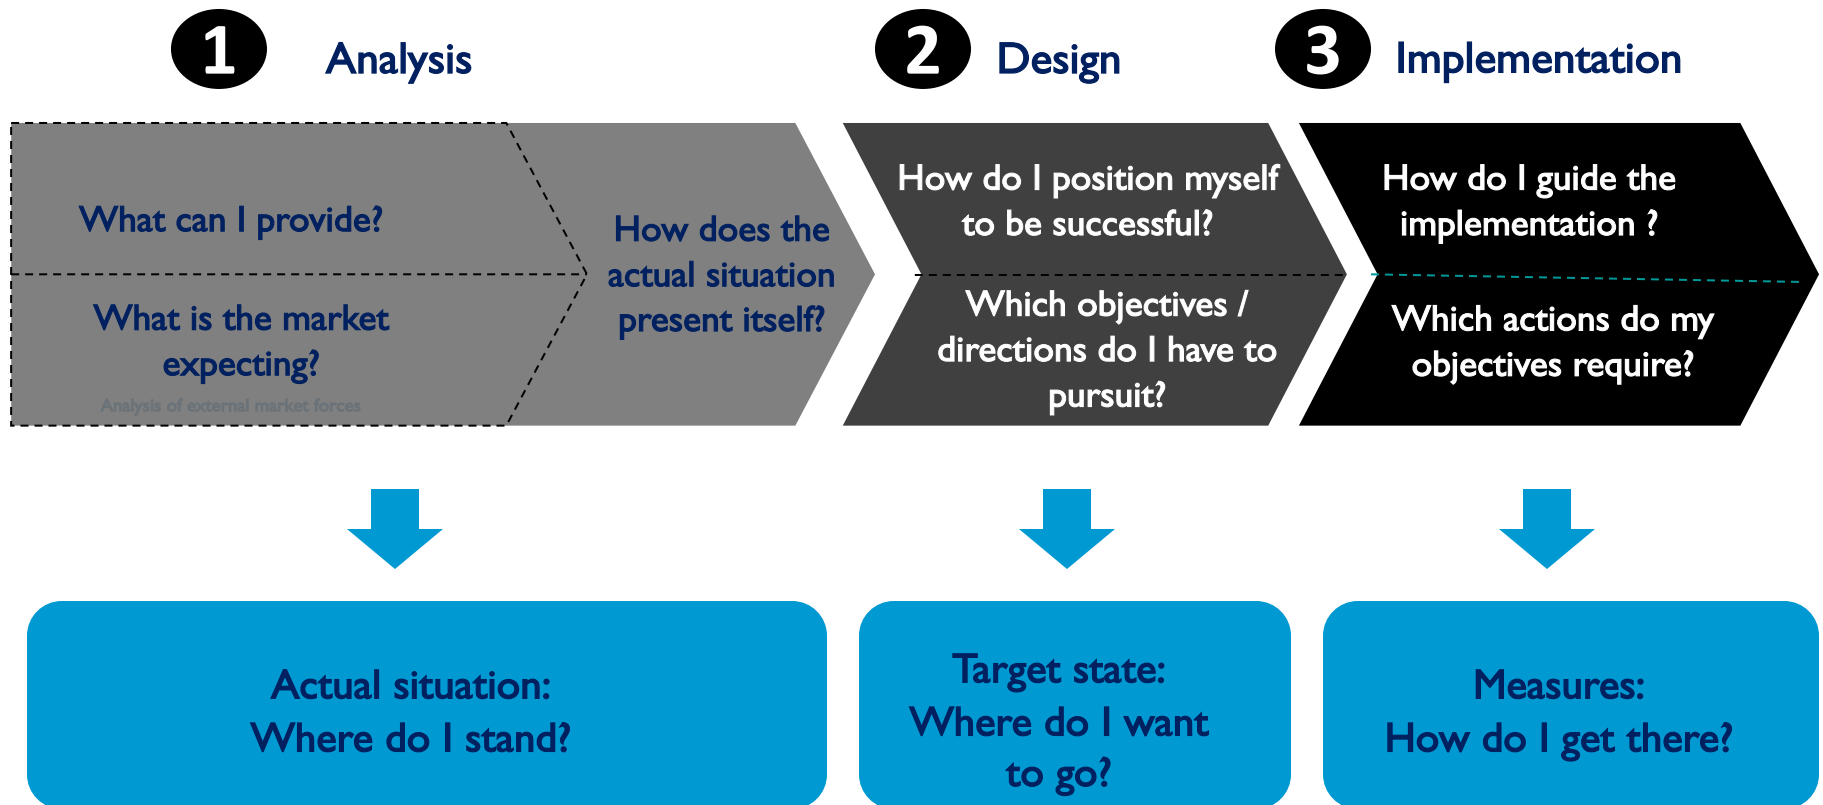 1 Analysis
2 Design
3 Implementation
What can I provide?
What is the market
expecting?
Analysis of external market forces
How does the
actual situation
present itself?
How do I position myself
to be successful?
Which objectives /
directions do I have to
pursuit?
How do I guide the
implementation ?
Which actions do my
objectives require?
Actual situation:
Where do I stand?
Target state:
Where do I want
to go?
Measures:
How do I get there?